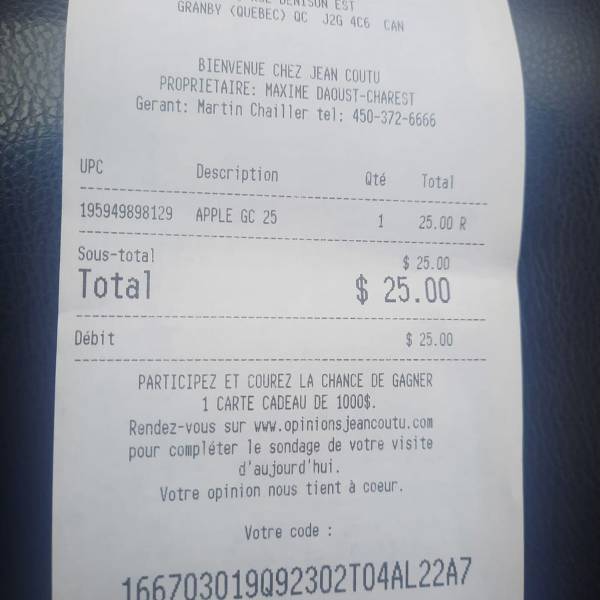 DENISON EST
GRANBY (QUEBEC) QC J2G 4C6 CAN
BIENVENUE CHEZ JEAN COUTU
PROPRIETAIRE: MAXIME DAOUST-CHAREST
Gerant: Martin Chailler tel: 450-372-6666
UPC Description Qté Total
195949898129 APPLE GC 25 1 25.00 R
Sous-total $ 25.00
Total $ 25.00
Débit $ 25.00
PARTICIPEZ ET COUREZ LA CHANCE DE GAGNER
1 CARTE CADEAU DE 1000$.
Rendez-vous sur www.opinionsjeancoutu.com
pour compléter le sondage de votre visite
d'aujourd'hui.
Votre opinion nous tient à coeur.
Votre code :
166703019Q92302T04AL22A7